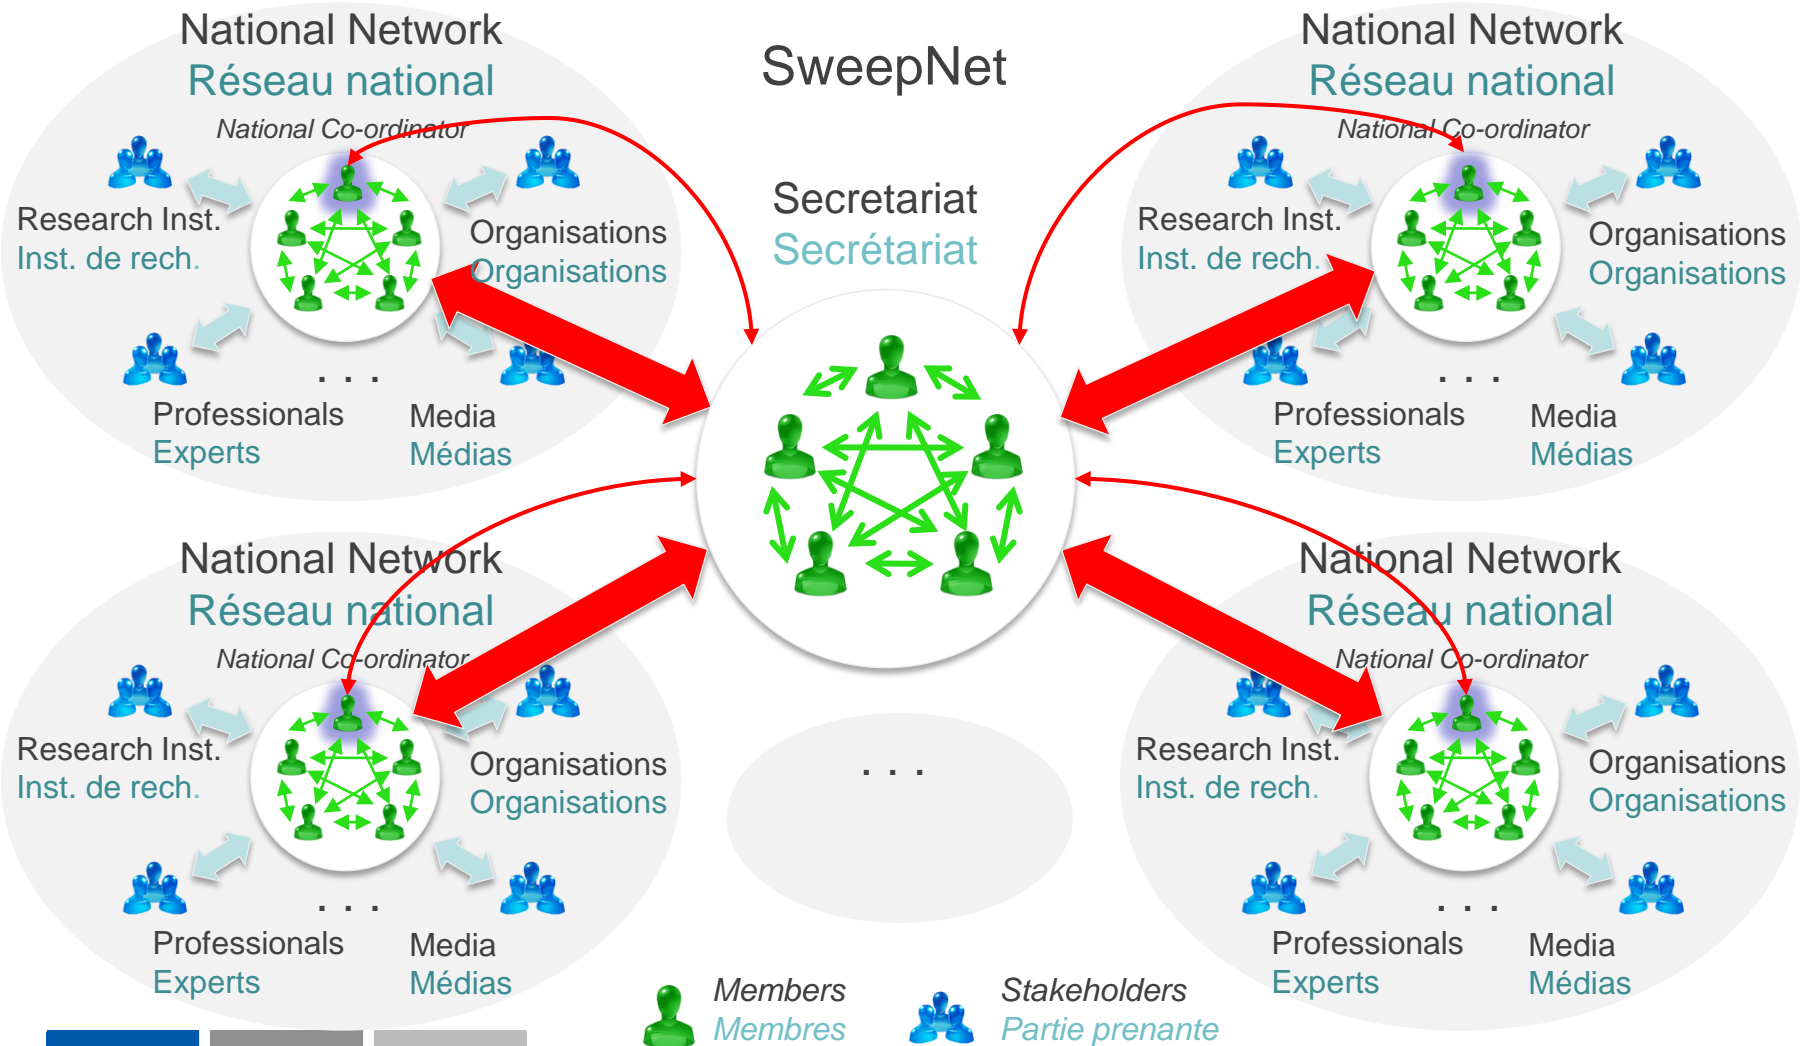 SweepNet
Secretariat
Secrétariat
National Network
Réseau national
National Co-ordinator
Research Inst.
Inst. de rech.
Organisations
Organisations
. . .
Professionals
Experts
Media
Médias
National Network
Réseau national
National Co-ordinator
Research Inst.
Inst. de rech.
Organisations
Organisations
. . .
Professionals
Experts
Media
Médias
National Network
Réseau national
National Co-ordinator
Research Inst.
Inst. de rech.
Organisations
Organisations
. . .
Professionals
Experts
Media
Médias
. . .
National Network
Réseau national
National Co-ordinator
Research Inst.
Inst. de rech.
Organisations
Organisations
. . .
Professionals
Experts
Media
Médias
Members
Membres
Stakeholders
Partie prenante